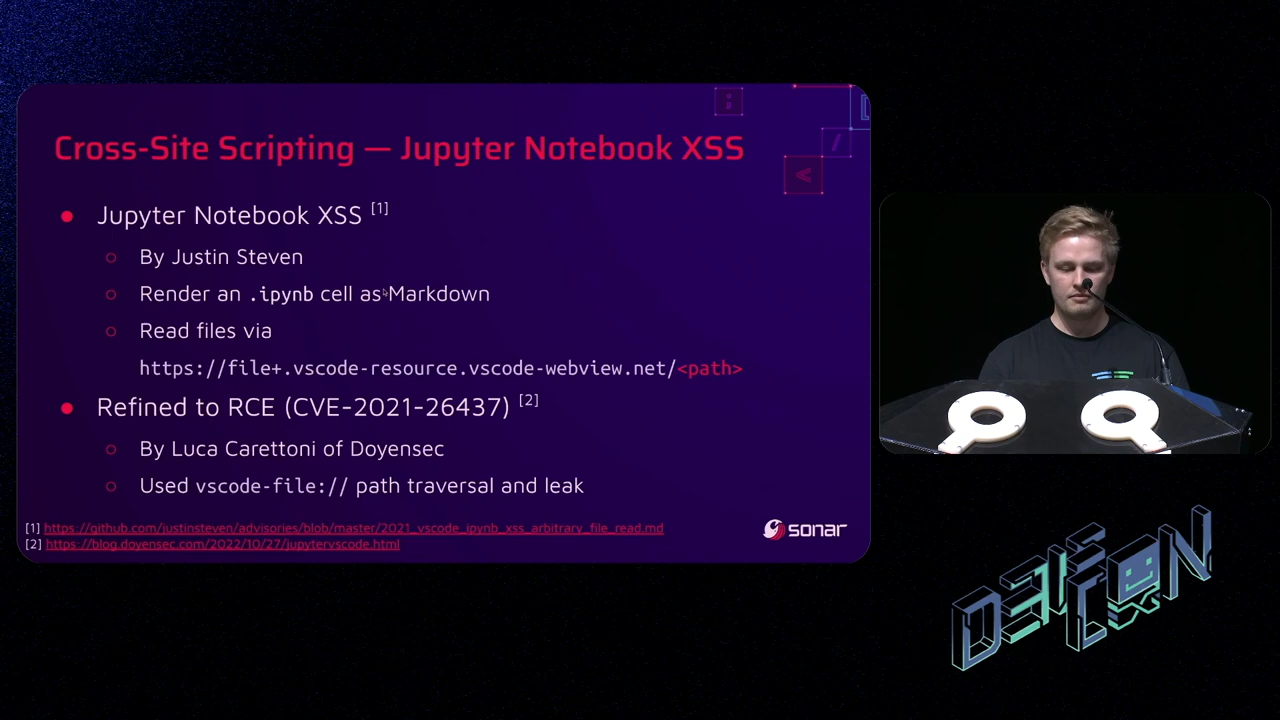 Cross-Site Scripting — Jupyter Notebook XSS
● Jupyter Notebook XSS [1]
○ By Justin Steven
○ Render an .ipynb cell as Markdown
○ Read files via
https://file+.vscode-resource.vscode-webview.net/<path>
● Refined to RCE (CVE-2021-26437) [2]
○ By Luca Carettoni of Doyensec
○ Used vscode-file:// path traversal and leak
[1] https://github.com/justinsteven/advisories/blob/master/2021_vscode_ipynb_xss_arbitrary_file_read.md
[2] https://blog.doyensec.com/2022/10/27/jupytervscode.html
sonar
DEF CON